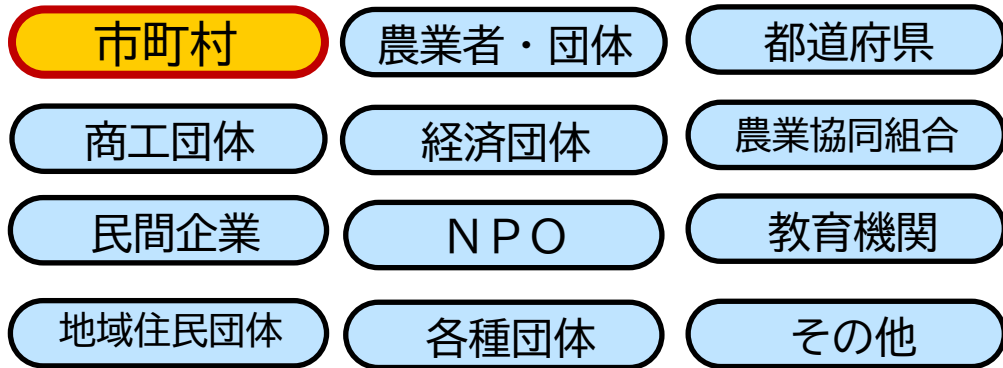 市町村
農業者・団体
都道府県
商工団体
経済団体
農業協同組合
民間企業
ＮＰＯ
教育機関
地域住民団体
各種団体
その他